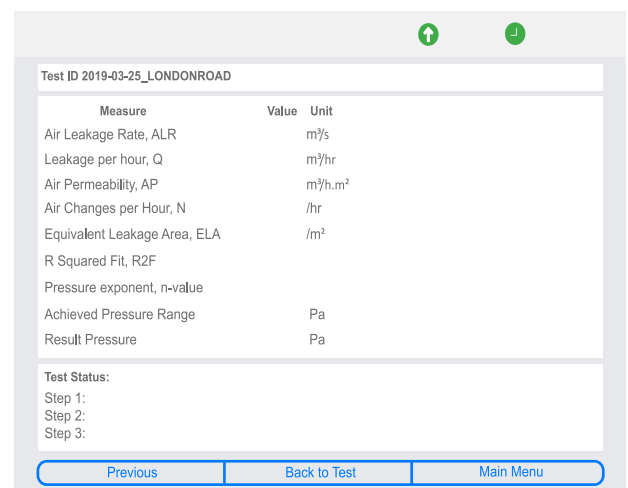 Test ID 2019-03-25_LONDONROAD
Measure Value Unit
Air Leakage Rate, ALR m³/s
Leakage per hour, Q m³/hr
Air Permeability, AP m³/h.m²
Air Changes per Hour, N /hr
Equivalent Leakage Area, ELA /m²
R Squared Fit, R2F
Pressure exponent, n-value
Achieved Pressure Range Pa
Result Pressure Pa
Test Status:
Step 1:
Step 2:
Step 3:
Previous Back to Test Main Menu